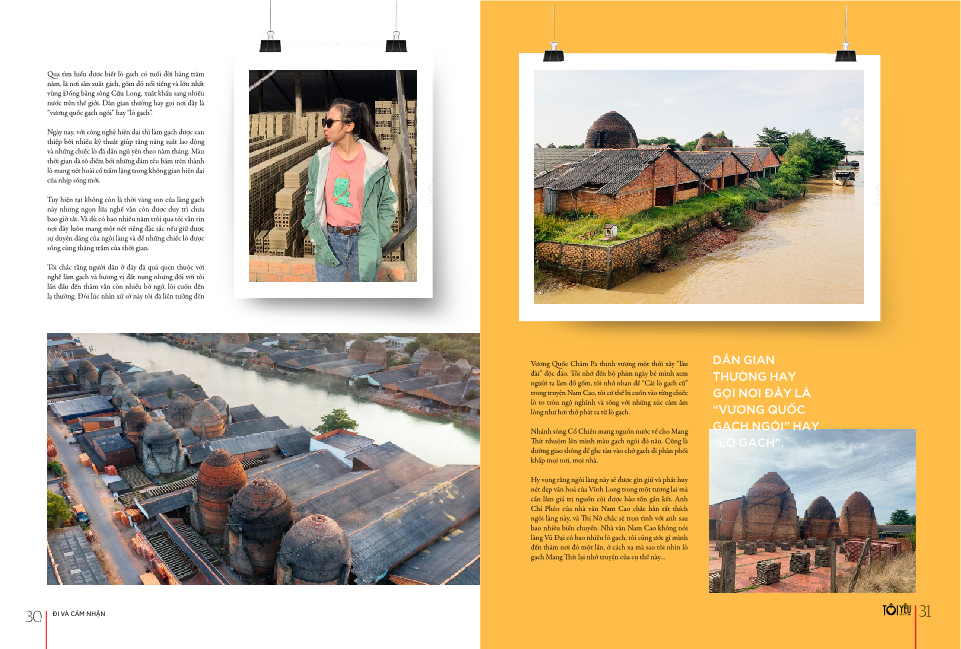 Qua tìm hiểu được biết lò gạch có tuổi đời hàng trăm
năm, là nơi sản xuất gạch, gốm đỏ nổi tiếng và lớn nhất
vùng Đồng bằng sông Cửu Long, xuất khẩu sang nhiều
nước trên thế giới. Dân gian thường hay gọi nơi đây là
“vương quốc gạch ngói” hay “lò gạch”.
Ngày nay, với công nghệ hiện đại thì làm gạch được can
thiệp bởi nhiều kỹ thuật giúp tăng năng suất lao động
và những chiếc lò đã dần ngủ yên theo năm tháng. Màu
thời gian đã tô điểm bởi những đám rêu bám trên thành
lò mang nét hoài cổ trầm lặng trong không gian hiện đại
của nhịp sống mới.
Tuy hiện tại không còn là thời vàng son của làng gạch
này nhưng ngọn lửa nghề vẫn còn được duy trì chưa
bao giờ tắt. Và dù có bao nhiêu năm trôi qua tôi vẫn tin
nơi đây luôn mang một nét riêng đặc sắc nếu giữ được
sự duyên dáng của ngôi làng và để những chiếc lò được
sống cùng thăng trầm của thời gian.
Tôi chắc rằng người dân ở đây đã quá quen thuộc với
nghề làm gạch và hương vị đất nung nhưng đối với tôi
lần đầu đến thăm vẫn còn nhiều bỡ ngỡ, lôi cuốn đến
lạ thường. Đôi lúc nhìn xứ sở này tôi đã liên tưởng đến
Vương Quốc Chăm Pa thịnh vượng một thời xây “lâu
đài” độc đáo. Tôi nhớ đến bộ phim ngày bé mình xem
người ta làm đồ gốm, tôi nhớ nhan đề “Cái lò gạch cũ”
trong truyện Nam Cao, tôi cứ thế bị cuốn vào từng chiếc
lò to tròn ngộ nghĩnh và sống với những xúc cảm âm
lòng như hơi thở phát ra từ lò gạch.
Nhánh sông Cổ Chiên mang nguồn nước về cho Mang
Thít nhuộm lên mình màu gạch ngói đỏ nâu. Cũng là
đường giao thông để ghe tàu vào chở gạch đi phân phối
khắp mọi nơi, mọi nhà.
Hy vọng rằng ngôi làng này sẽ được gìn giữ và phát huy
nét đẹp văn hoá của Vĩnh Long trong một tương lai mà
cần lắm giá trị nguồn cội được bảo tồn gắn kết. Anh
Chí Phèo của nhà văn Nam Cao chắc hẳn rất thích
ngôi làng này, và Thị Nở chắc sẽ trọn tình với anh sau
bao nhiêu biến chuyển. Nhà văn Nam Cao không nói
làng Vũ Đại có bao nhiêu lò gạch, tôi cũng ước gì mình
đến thăm nơi đó một lần, ở cách xa mà sao tôi nhìn lò
gạch Mang Thít lại nhớ truyện của cụ thế này...
DÂN GIAN
THƯỜNG HAY
GỌI NƠI ĐÂY LÀ
“VƯƠNG QUỐC
GẠCH NGÓI” HAY
“LÒ GẠCH”.
30
ĐI VÀ CẢM NHẬN
TÔI YÊU
31